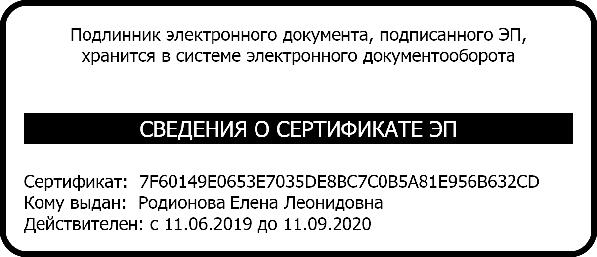 Подлинник электронного документа, подписанного ЭП,
хранится в системе электронного документооборота
СВЕДЕНИЯ О СЕРТИФИКАТЕ ЭП
Сертификат: 7F60149E0653E7035DE8BC7C0B5A81E956B632CD
Кому выдан: Родионова Елена Леонидовна
Действителен: с 11.06.2019 до 11.09.2020